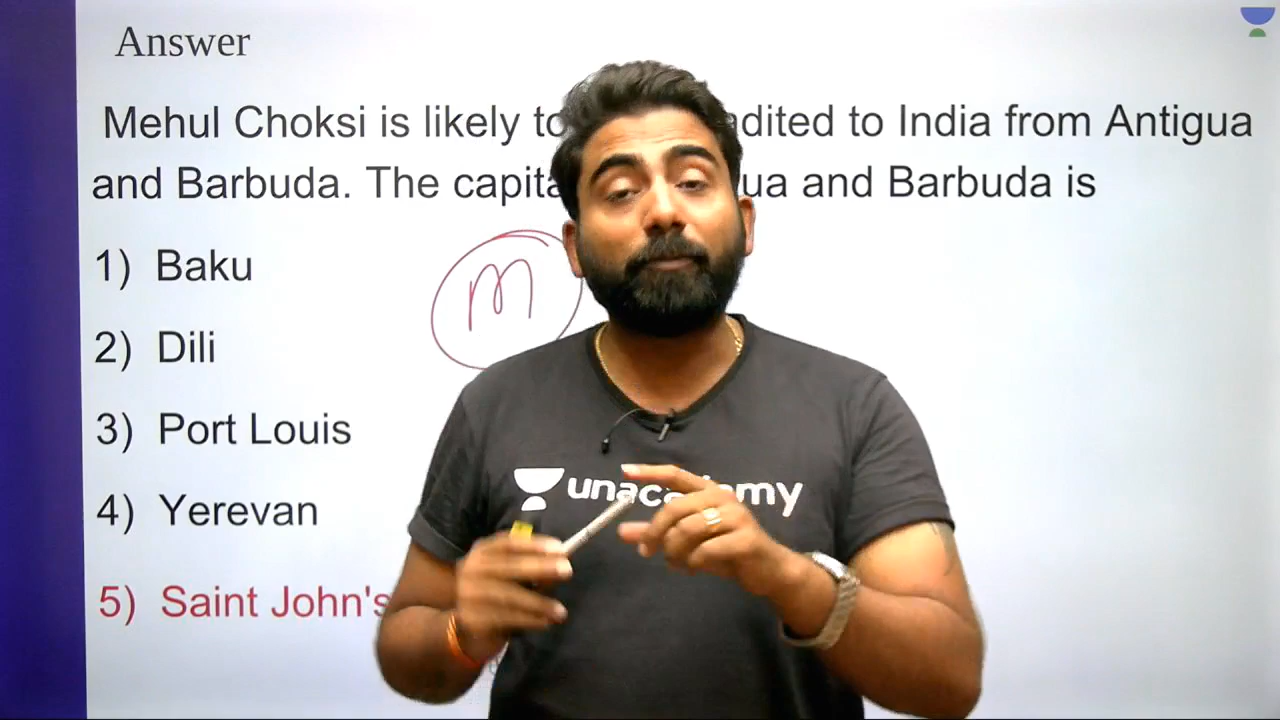 Answer
Mehul Choksi is likely to adited to India from Antigua
and Barbuda. The capita ua and Barbuda is
1) Baku
2) Dili
3) Port Louis
4) Yerevan
5) Saint John's
m
unacademy